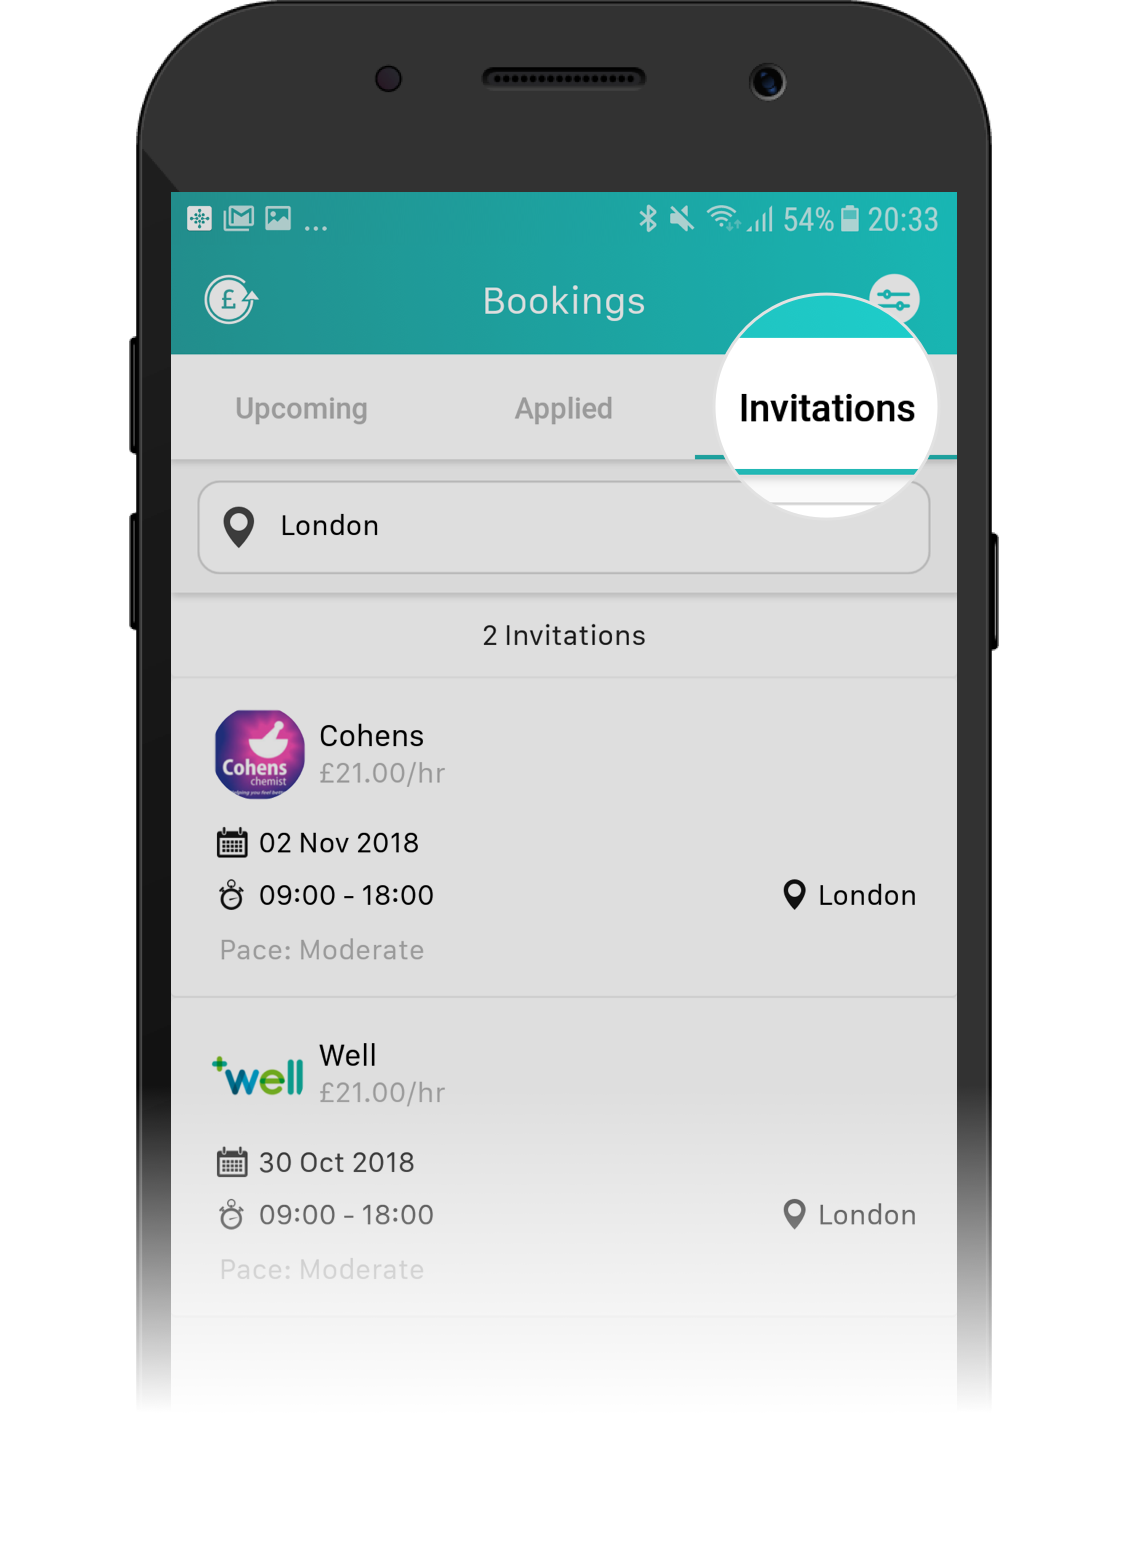 ... 54% 20:33
£ Bookings
Upcoming Applied Invitations
London
2 Invitations
Cohens
£21.00/hr
Cohens
chemist
02 Nov 2018
09:00 - 18:00 London
Pace: Moderate
Well
£21.00/hr
well
30 Oct 2018
09:00 - 18:00 London
Pace: Moderate